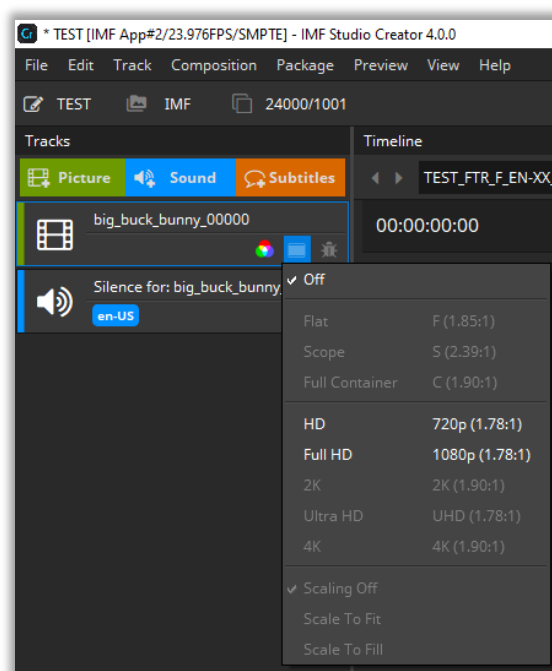 Cr * TEST [IMF App#2/23.976FPS/SMPTE] - IMF Studio Creator 4.0.0
File Edit Track Composition Package Preview View Help
TEST IMF 24000/1001
Tracks Timeline
Picture Sound Subtitles TEST_FTR_F_EN-XX_
big_buck_bunny_00000
00:00:00:00
Silence for: big_buck_bunny_
en-US
Off
Flat F (1.85:1)
Scope S (2.39:1)
Full Container C (1.90:1)
HD 720p (1.78:1)
Full HD 1080p (1.78:1)
2K 2K (1.90:1)
Ultra HD UHD (1.78:1)
4K 4K (1.90:1)
Scaling Off
Scale To Fit
Scale To Fill